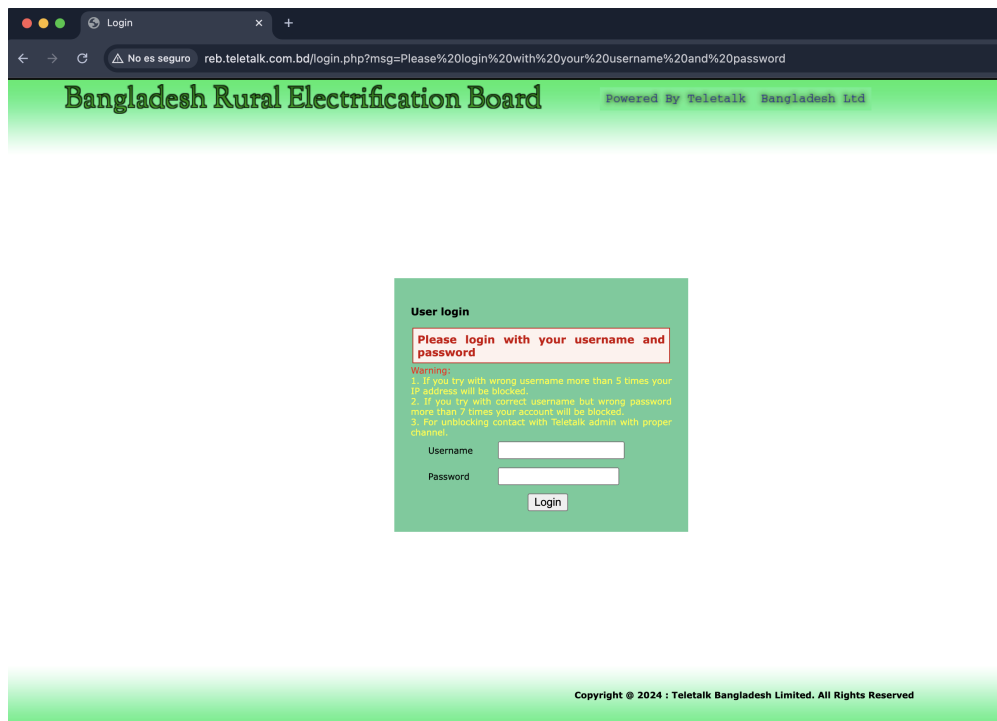 Login
No es seguro reb.teletalk.com.bd/login.php?msg=Please%20login%20with%20your%20username%20and%20password
Bangladesh Rural Electrification Board
Powered By Teletalk Bangladesh Ltd
User login
Please login with your username and
password
Warning:
1. If you try with wrong username more than 5 times your
IP address will be blocked.
2. If you try with correct username but wrong password
more than 7 times your account will be blocked.
3. For unblocking contact with Teletalk admin with proper
channel.
Username
Password
Login
Copyright @ 2024 : Teletalk Bangladesh Limited. All Rights Reserved